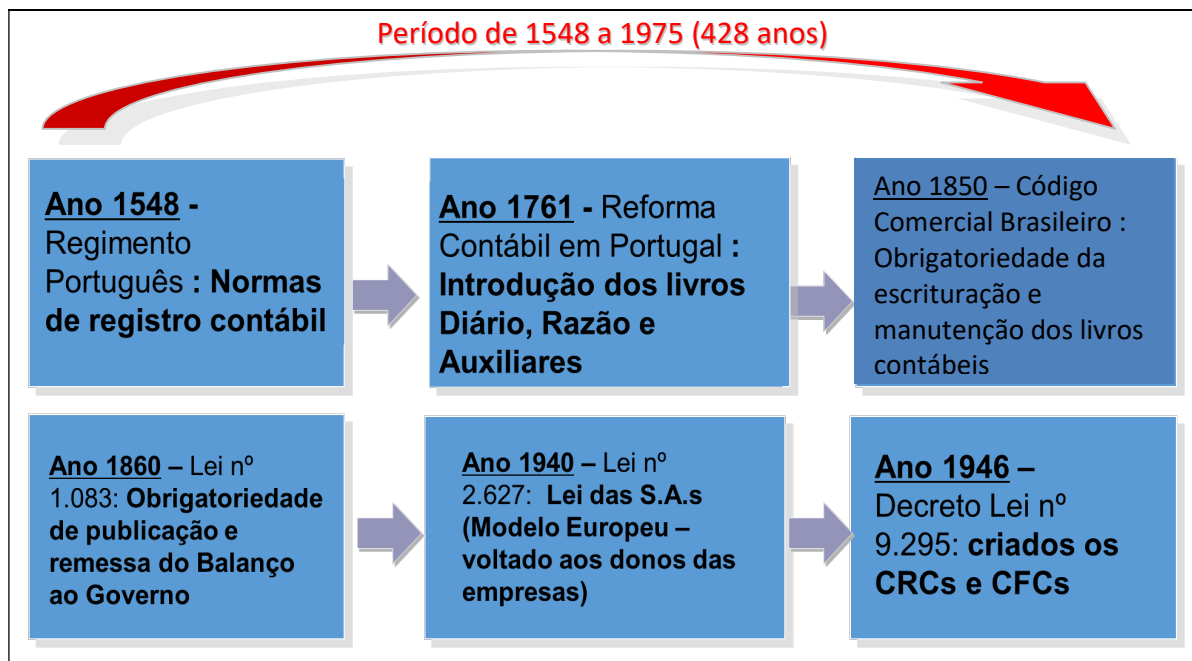 Período de 1548 a 1975 (428 anos)
Ano 1548 -
Regimento
Português : Normas
de registro contábil
Ano 1761 - Reforma
Contábil em Portugal :
Introdução dos livros
Diário, Razão e
Auxiliares
Ano 1850 – Código
Comercial Brasileiro :
Obrigatoriedade da
escrituração e
manutenção dos livros
contábeis
Ano 1860 – Lei nº
1.083: Obrigatoriedade
de publicação e
remessa do Balanço
ao Governo
Ano 1940 – Lei nº
2.627: Lei das S.A.s
(Modelo Europeu –
voltado aos donos das
empresas)
Ano 1946 –
Decreto Lei nº
9.295: criados os
CRCs e CFCs